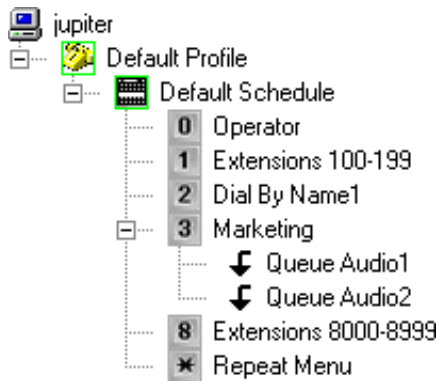 jupiter
Default Profile
Default Schedule
0 Operator
1 Extensions 100-199
2 Dial By Name1
3 Marketing
Queue Audio1
Queue Audio2
8 Extensions 8000-8999
* Repeat Menu